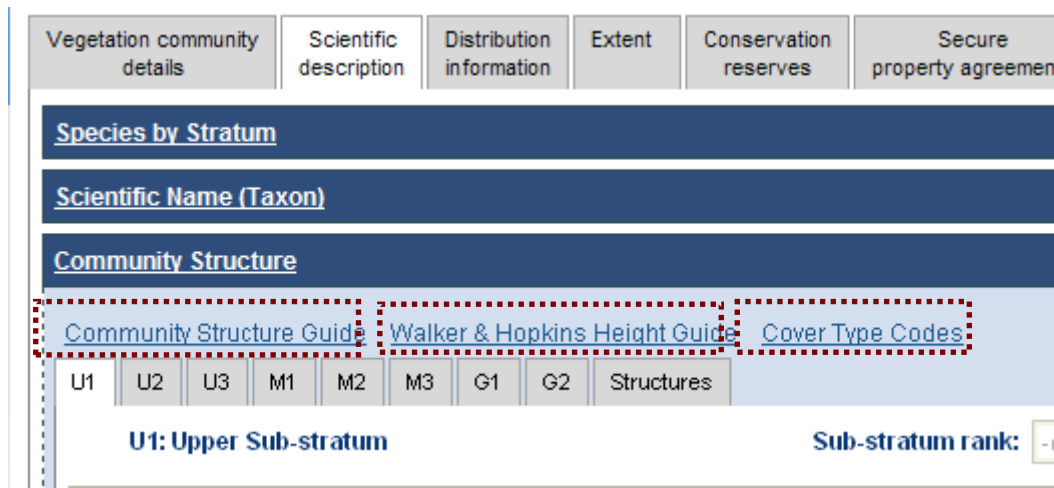 Vegetation community details
Scientific description
Distribution information
Extent
Conservation reserves
Secure property
Species by Stratum
Scientific Name (Taxon)
Community Structure
Community Structure Guide Walker & Hopkins Height Guide Cover Type Codes
U1 U2 U3 M1 M2 M3 G1 G2 Structures
U1: Upper Sub-stratum Sub-stratum rank: